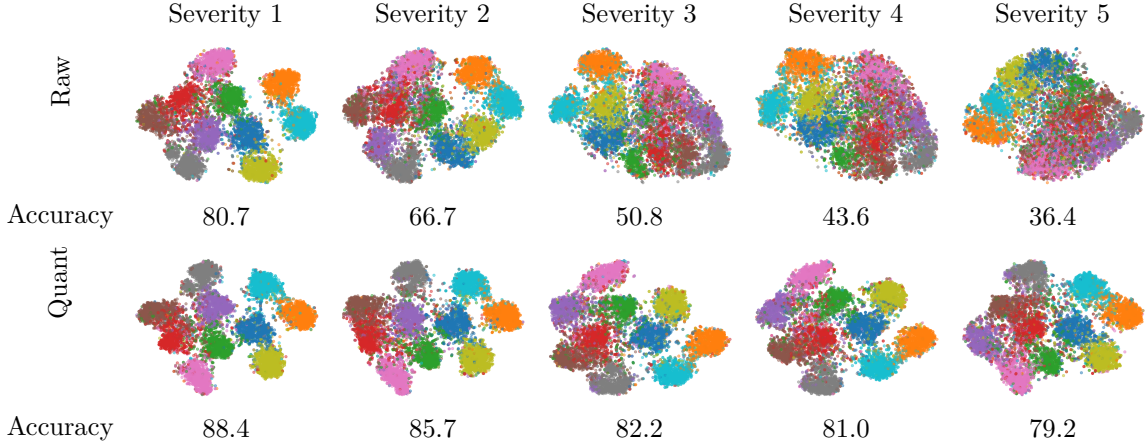 Severity 1 Severity 2 Severity 3 Severity 4 Severity 5
Raw
Accuracy 80.7 66.7 50.8 43.6 36.4
Quant
Accuracy 88.4 85.7 82.2 81.0 79.2